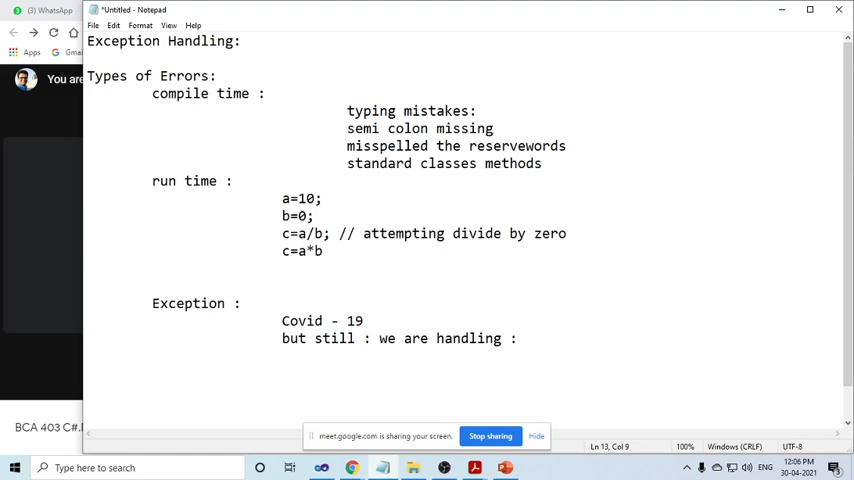 (3) WhatsApp
*Untitled - Notepad
File Edit Format View Help
Apps
Gmai
You are
Exception Handling:
Types of Errors:
compile time :
typing mistakes:
semi colon missing
misspelled the reservewords
standard classes methods
run time :
a=10;
b=0;
c=a/b; // attempting divide by zero
c=a*b
Exception :
Covid - 19
but still : we are handling :
BCA 403 C#.
meet.google.com is sharing your screen. Stop sharing Hide
Ln 13, Col 9 100% Windows (CRLF) UTF-8
Type here to search
ENG
12:06 PM
30-04-2021
3